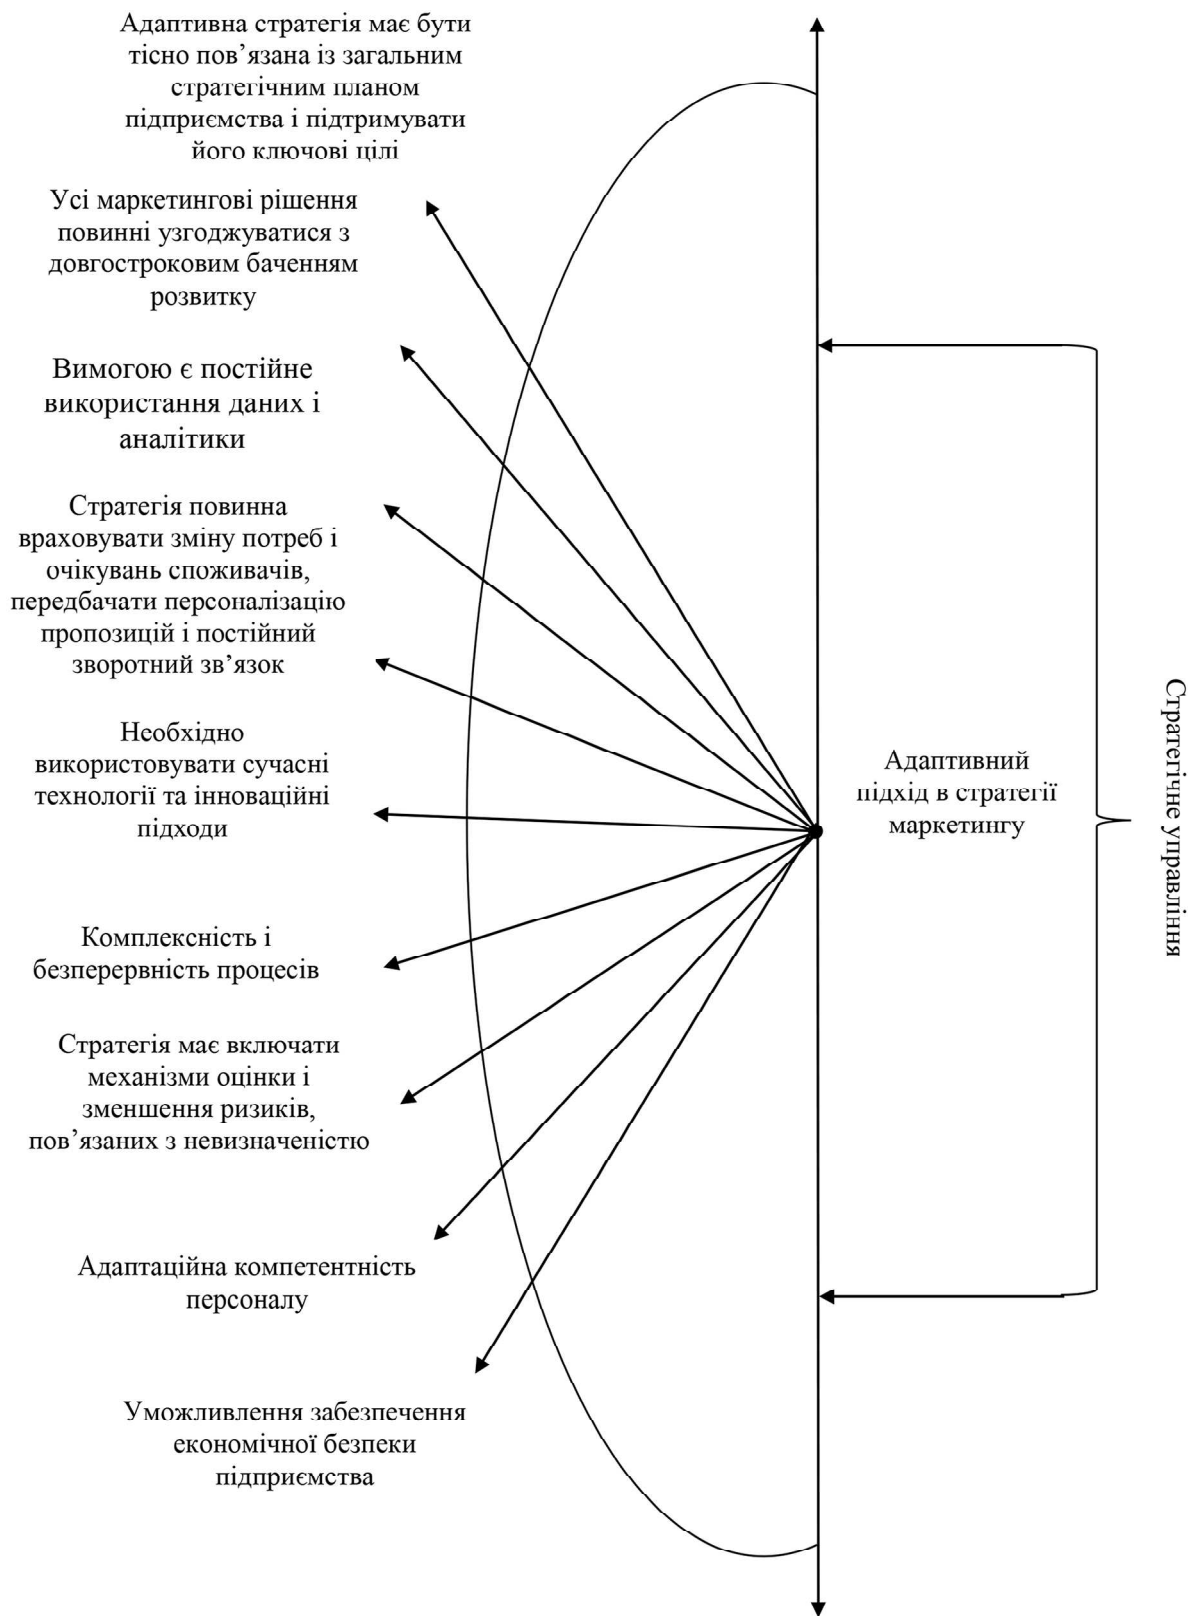 Адаптивна стратегія має бути
тісно пов’язана із загальним
стратегічним планом
підприємства і підтримувати
його ключові цілі
Усі маркетингові рішення
повинні узгоджуватися з
довгостроковим баченням
розвитку
Вимогою є постійне
використання даних і
аналітики
Стратегія повинна
враховувати зміну потреб і
очікувань споживачів,
передбачати персоналізацію
пропозицій і постійний
зворотний зв’язок
Необхідно
використовувати сучасні
технології та інноваційні
підходи
Комплексність і
безперервність процесів
Стратегія має включати
механізми оцінки і
зменшення ризиків,
пов’язаних з невизначеністю
Адаптаційна компетентність
персоналу
Уможливлення забезпечення
економічної безпеки
підприємства
Адаптивний
підхід в стратегії
маркетингу
Стратегічне управління